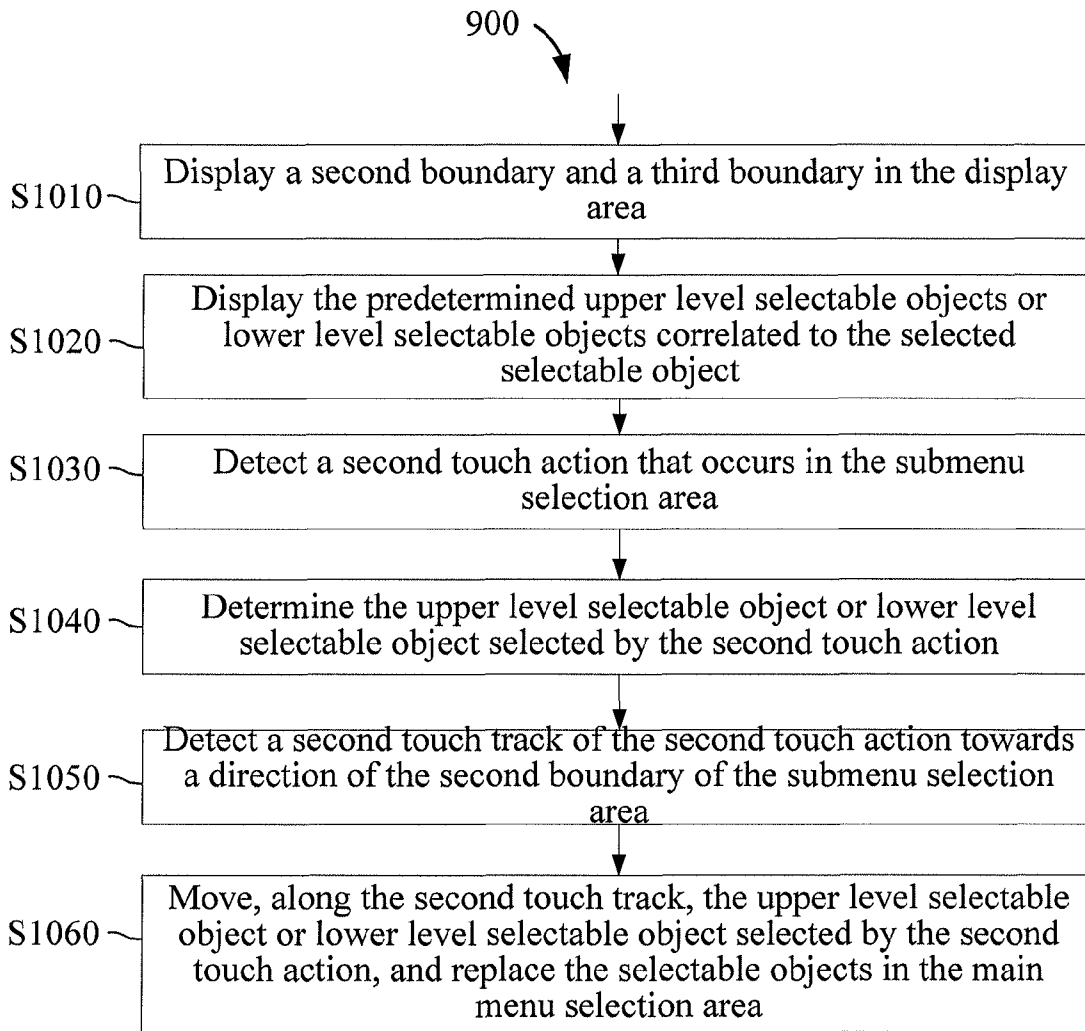 900
S1010
Display a second boundary and a third boundary in the display
area
S1020
Display the predetermined upper level selectable objects or
lower level selectable objects correlated to the selected
selectable object
S1030
Detect a second touch action that occurs in the submenu
selection area
S1040
Determine the upper level selectable object or lower level
selectable object selected by the second touch action
S1050
Detect a second touch track of the second touch action towards
a direction of the second boundary of the submenu selection
area
S1060
Move, along the second touch track, the upper level selectable
object or lower level selectable object selected by the second
touch action, and replace the selectable objects in the main
menu selection area